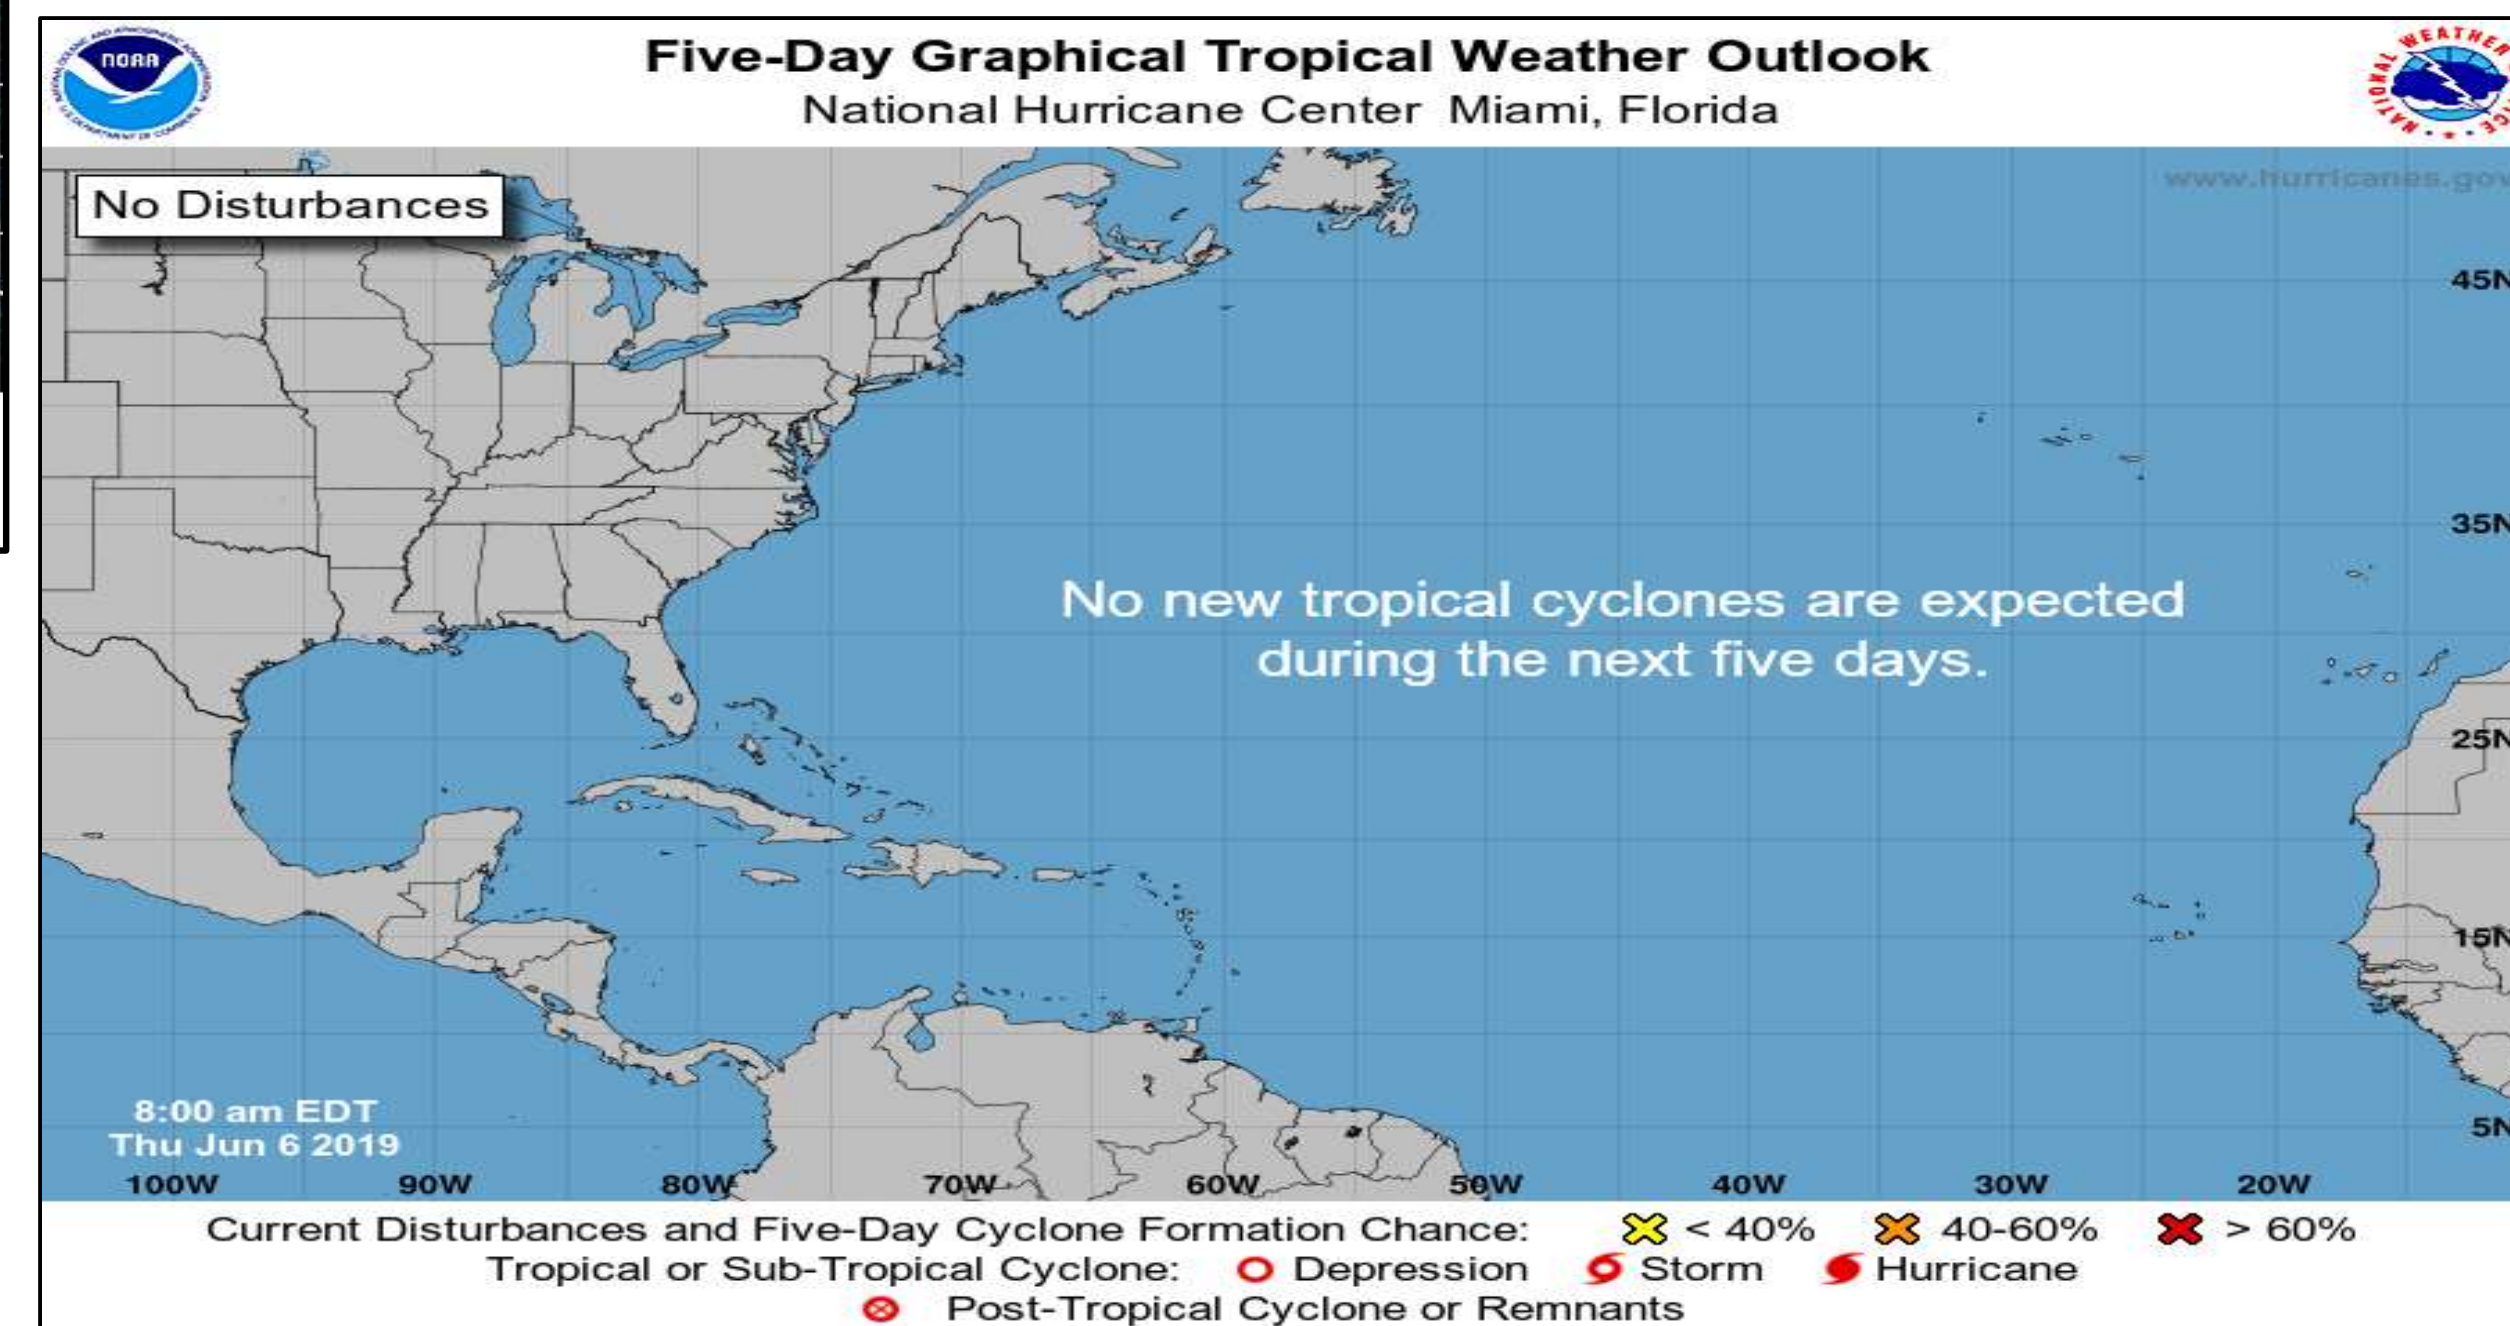 NOAA
Five-Day Graphical Tropical Weather Outlook
National Hurricane Center Miami, Florida
NATIONAL WEATHER
www.hurricanes.gov
No Disturbances
45N
35N
No new tropical cyclones are expected
during the next five days.
25N
15N
8:00 am EDT
Thu Jun 6 2019
5N
100W 90W 80W 70W 60W 50W 40W 30W 20W
Current Disturbances and Five-Day Cyclone Formation Chance: < 40% 40-60% > 60%
Tropical or Sub-Tropical Cyclone: Depression Storm Hurricane
Post-Tropical Cyclone or Remnants